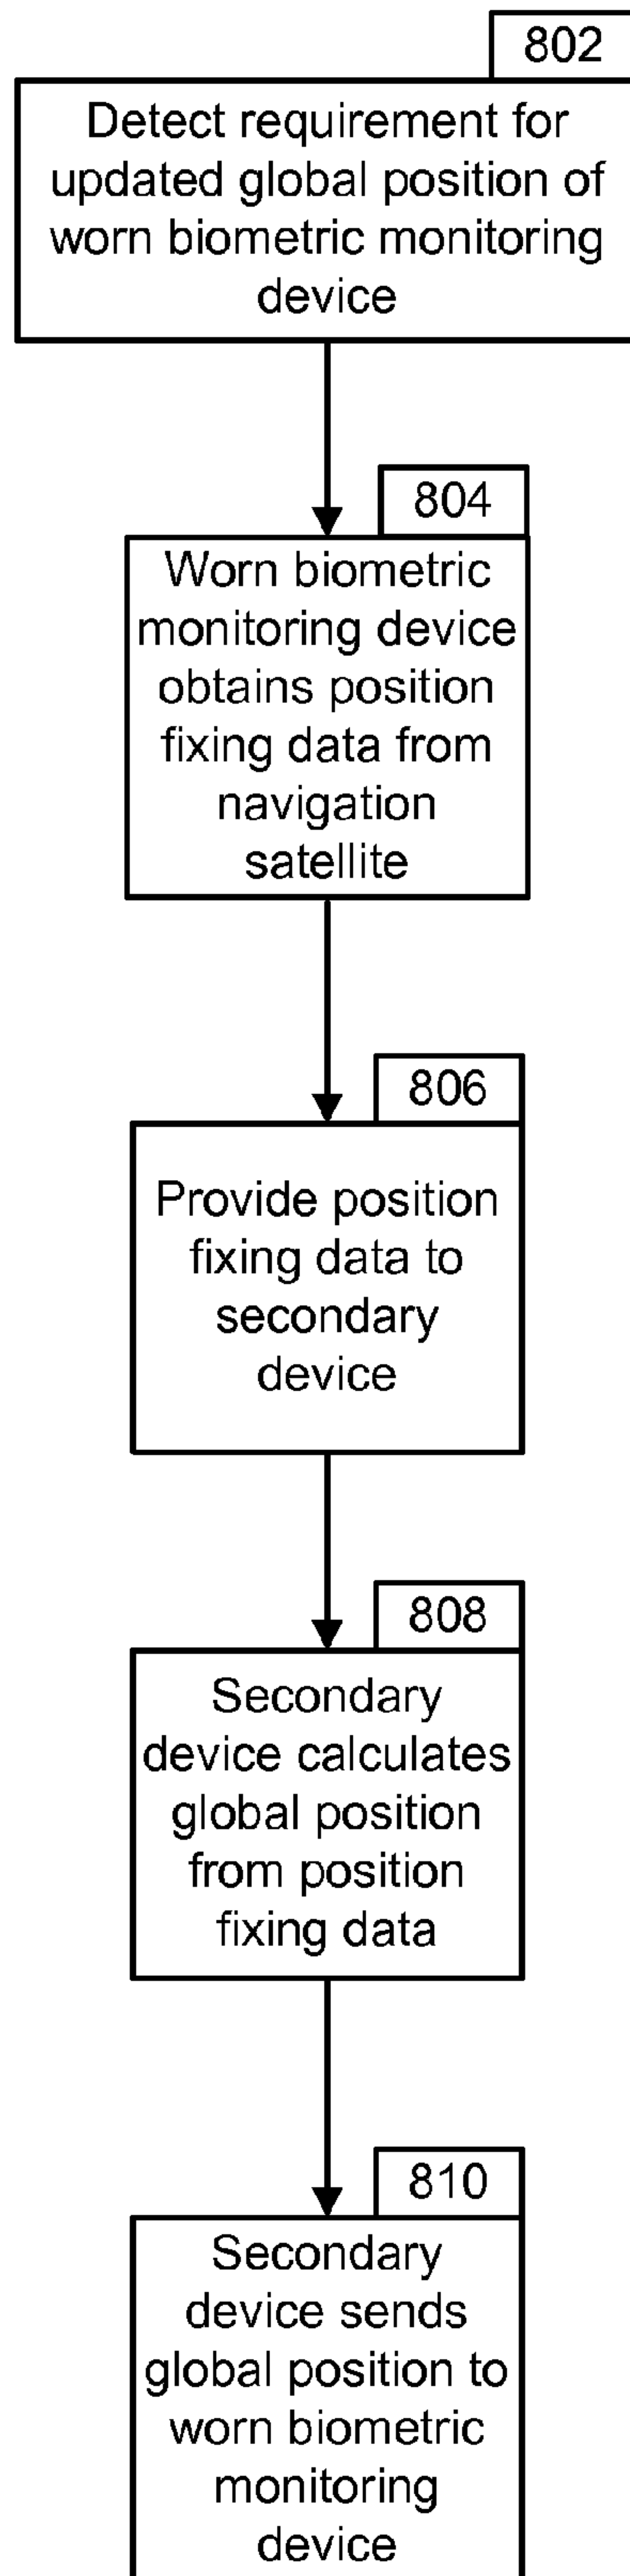 802
Detect requirement for
updated global position of
worn biometric monitoring
device
804
Worn biometric
monitoring device
obtains position
fixing data from
navigation
satellite
806
Provide position
fixing data to
secondary
device
808
Secondary
device calculates
global position
from position
fixing data
810
Secondary
device sends
global position to
worn biometric
monitoring
device